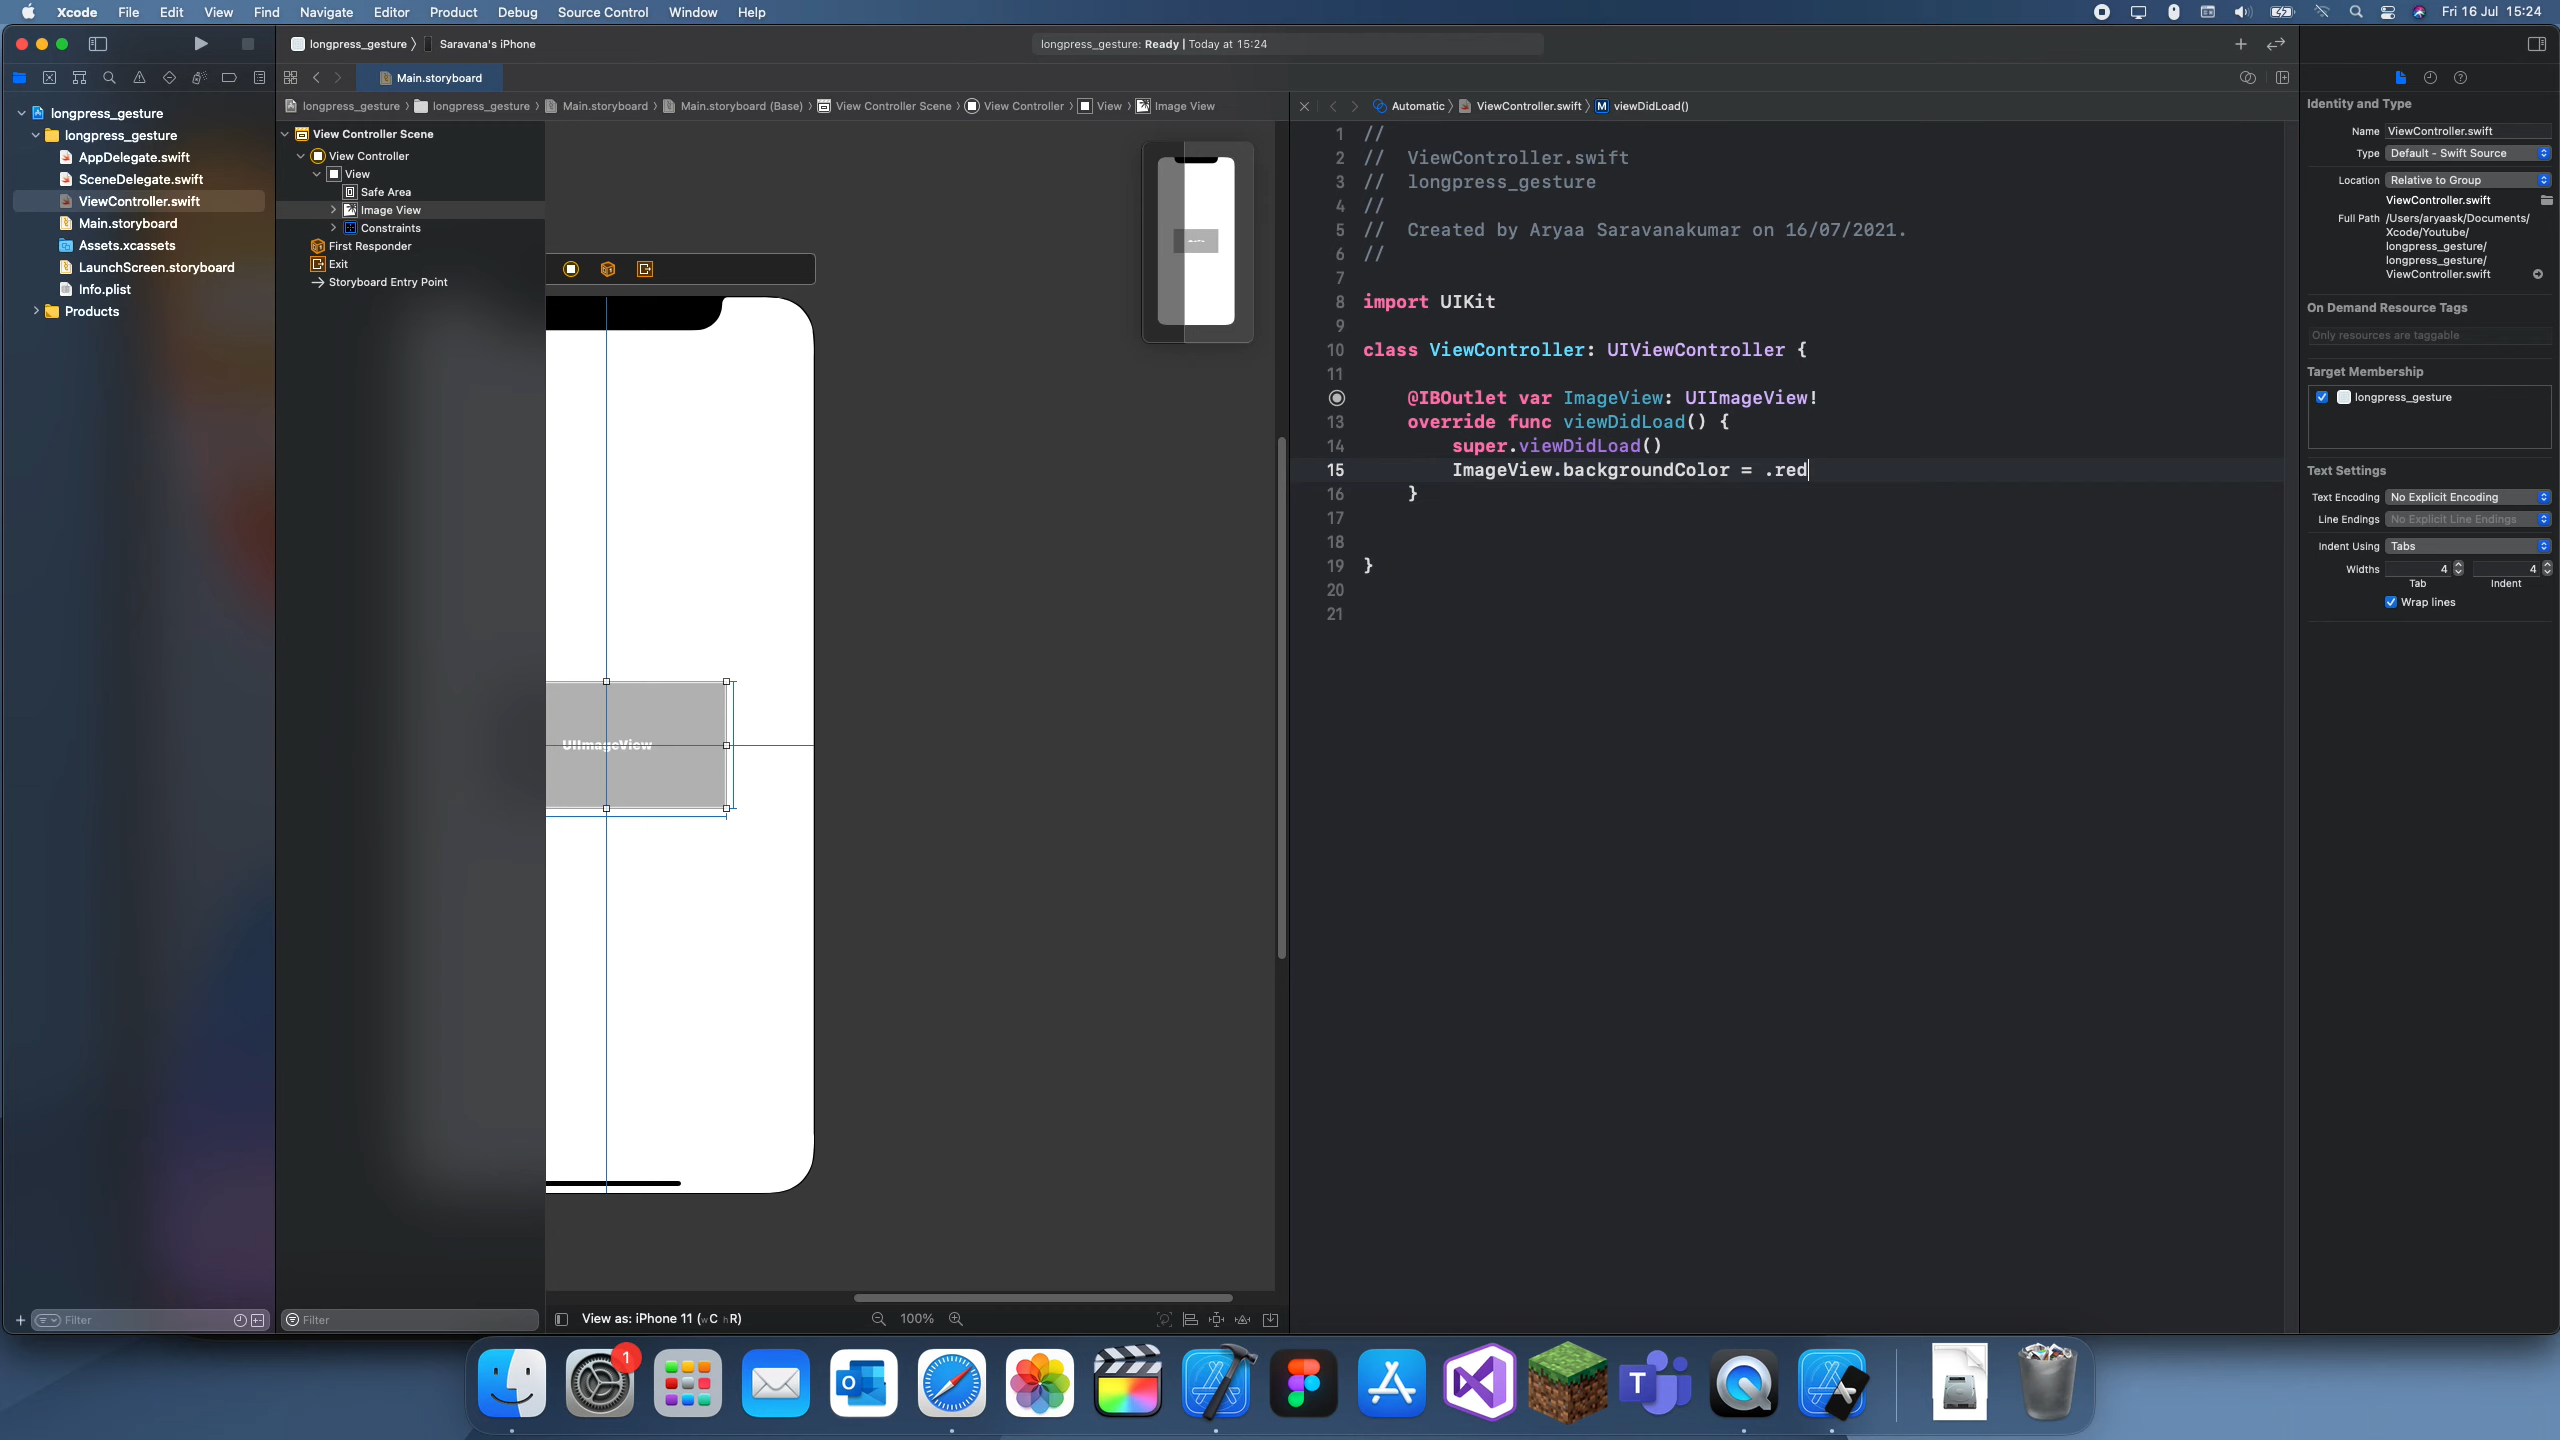 Xcode File Edit View Find Navigate Editor Product Debug Source Control Window Help Fri 16 Jul 15:24
longpress_gesture Saravana's iPhone longpress_gesture: Ready | Today at 15:24
Main.storyboard
longpress_gesture longpress_gesture Main.storyboard Main.storyboard (Base) View Controller Scene View Controller View Image View
Automatic ViewController.swift M viewDidLoad()
longpress_gesture
longpress_gesture
AppDelegate.swift
SceneDelegate.swift
ViewController.swift
Main.storyboard
Assets.xcassets
LaunchScreen.storyboard
Info.plist
Products
View Controller Scene
View Controller
View
Safe Area
Image View
Constraints
First Responder
Exit
Storyboard Entry Point
UIImageView
1 //
2 // ViewController.swift
3 // longpress_gesture
4 //
5 // Created by Aryaa Saravanakumar on 16/07/2021.
6 //
7
8 import UIKit
9
10 class ViewController: UIViewController {
11
@IBOutlet var ImageView: UIImageView!
13 override func viewDidLoad() {
14 super.viewDidLoad()
15 ImageView.backgroundColor = .red
16 }
17
18
19 }
20
21
Identity and Type
Name ViewController.swift
Type Default - Swift Source
Location Relative to Group
ViewController.swift
Full Path /Users/aryaask/Documents/
Xcode/Youtube/
longpress_gesture/
longpress_gesture/
ViewController.swift
On Demand Resource Tags
Only resources are taggable
Target Membership
longpress_gesture
Text Settings
Text Encoding No Explicit Encoding
Line Endings No Explicit Line Endings
Indent Using Tabs
Widths 4 4
Tab Indent
Wrap lines
Filter
Filter
View as: iPhone 11 (wC hR) 100%
1